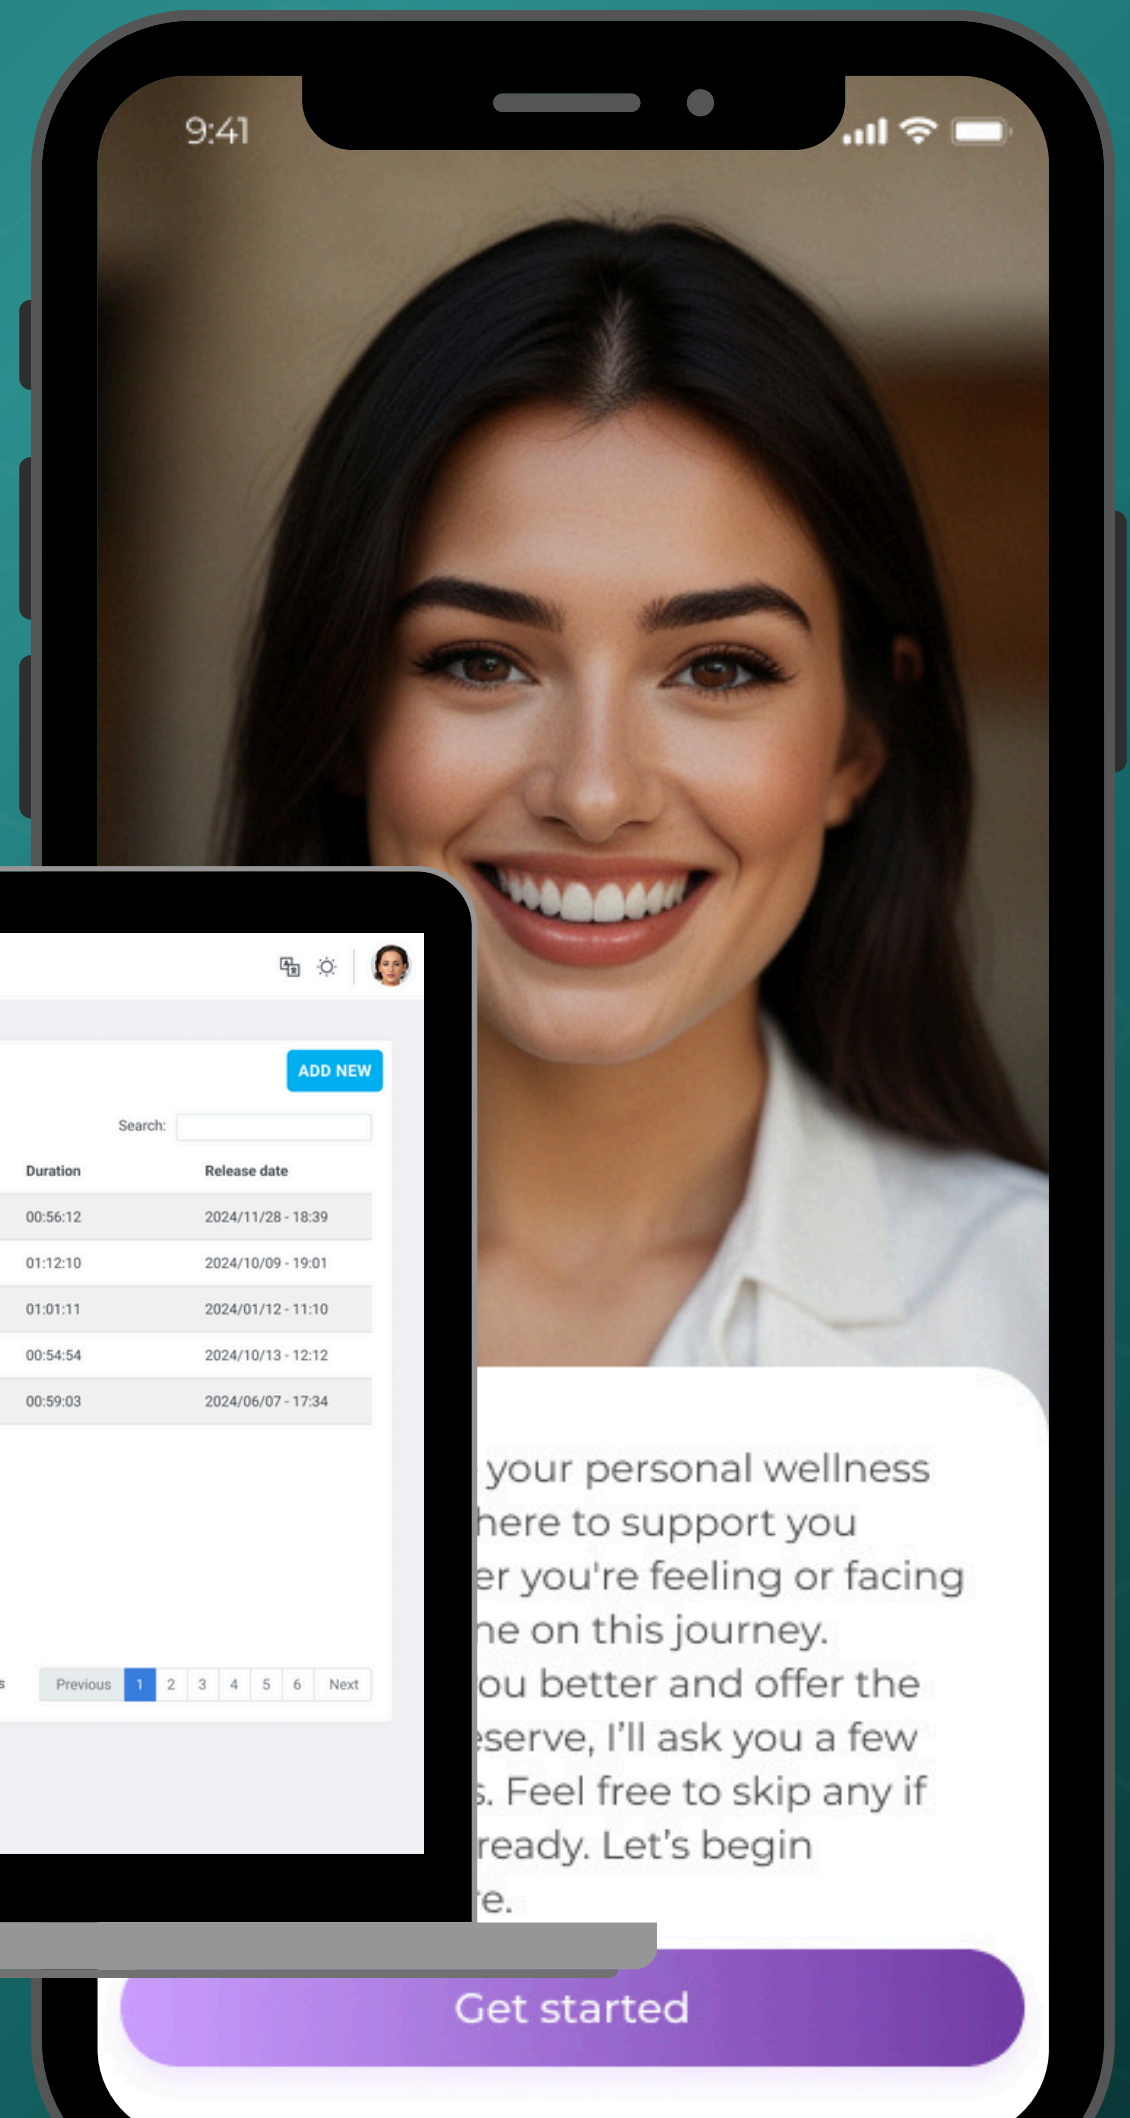 9:41
ADD NEW
Search:
Duration Release date
00:56:12 2024/11/28 - 18:39
01:12:10 2024/10/09 - 19:01
01:01:11 2024/01/12 - 11:10
00:54:54 2024/10/13 - 12:12
00:59:03 2024/06/07 - 17:34
Previous 1 2 3 4 5 6 Next
your personal wellness
here to support you
you're feeling or facing
on this journey.
better and offer the
I’ll ask you a few
Feel free to skip any if
ready. Let’s begin
Get started